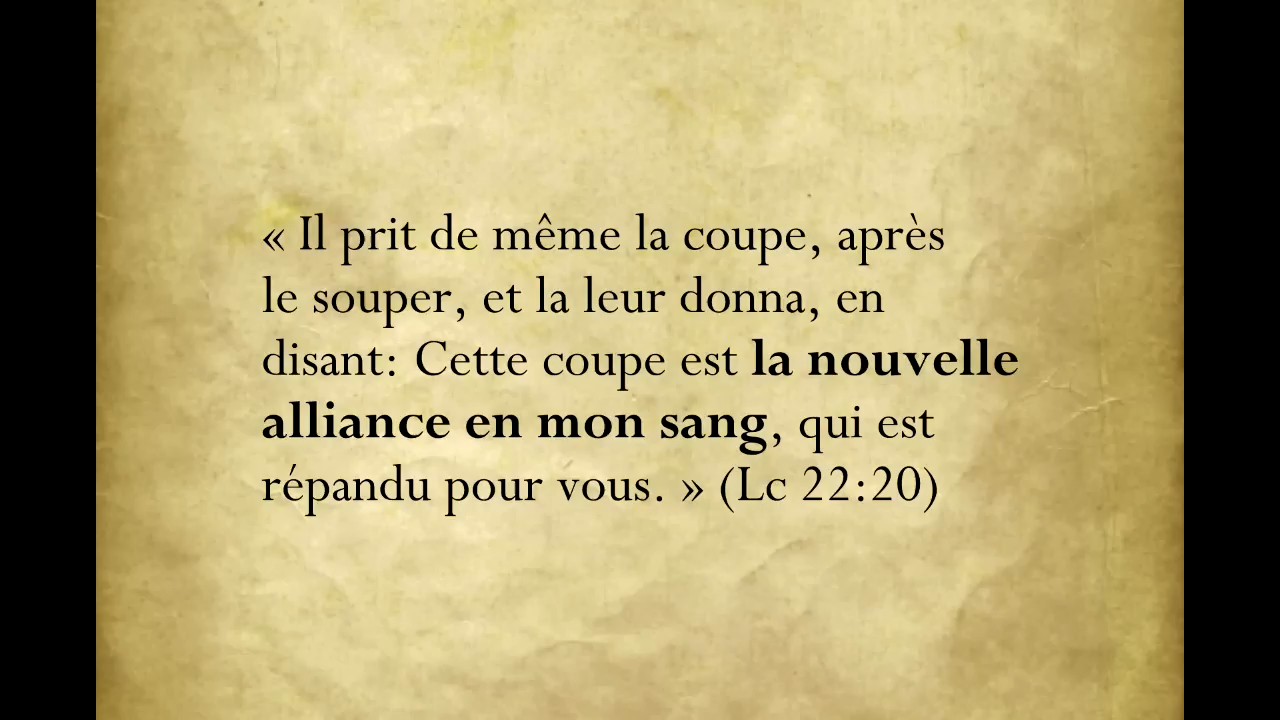 « Il prit de même la coupe, après
le souper, et la leur donna, en
disant: Cette coupe est la nouvelle
alliance en mon sang, qui est
répandu pour vous. » (Lc 22:20)